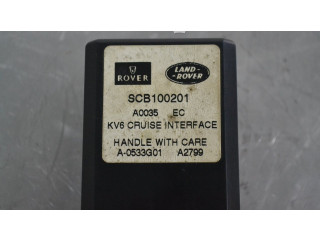 ROVER
LAND-
ROVER
SCB100201
A0035 EC
KV6 CRUISE INTERFACE
HANDLE WITH CARE
A-0533G01 A2799